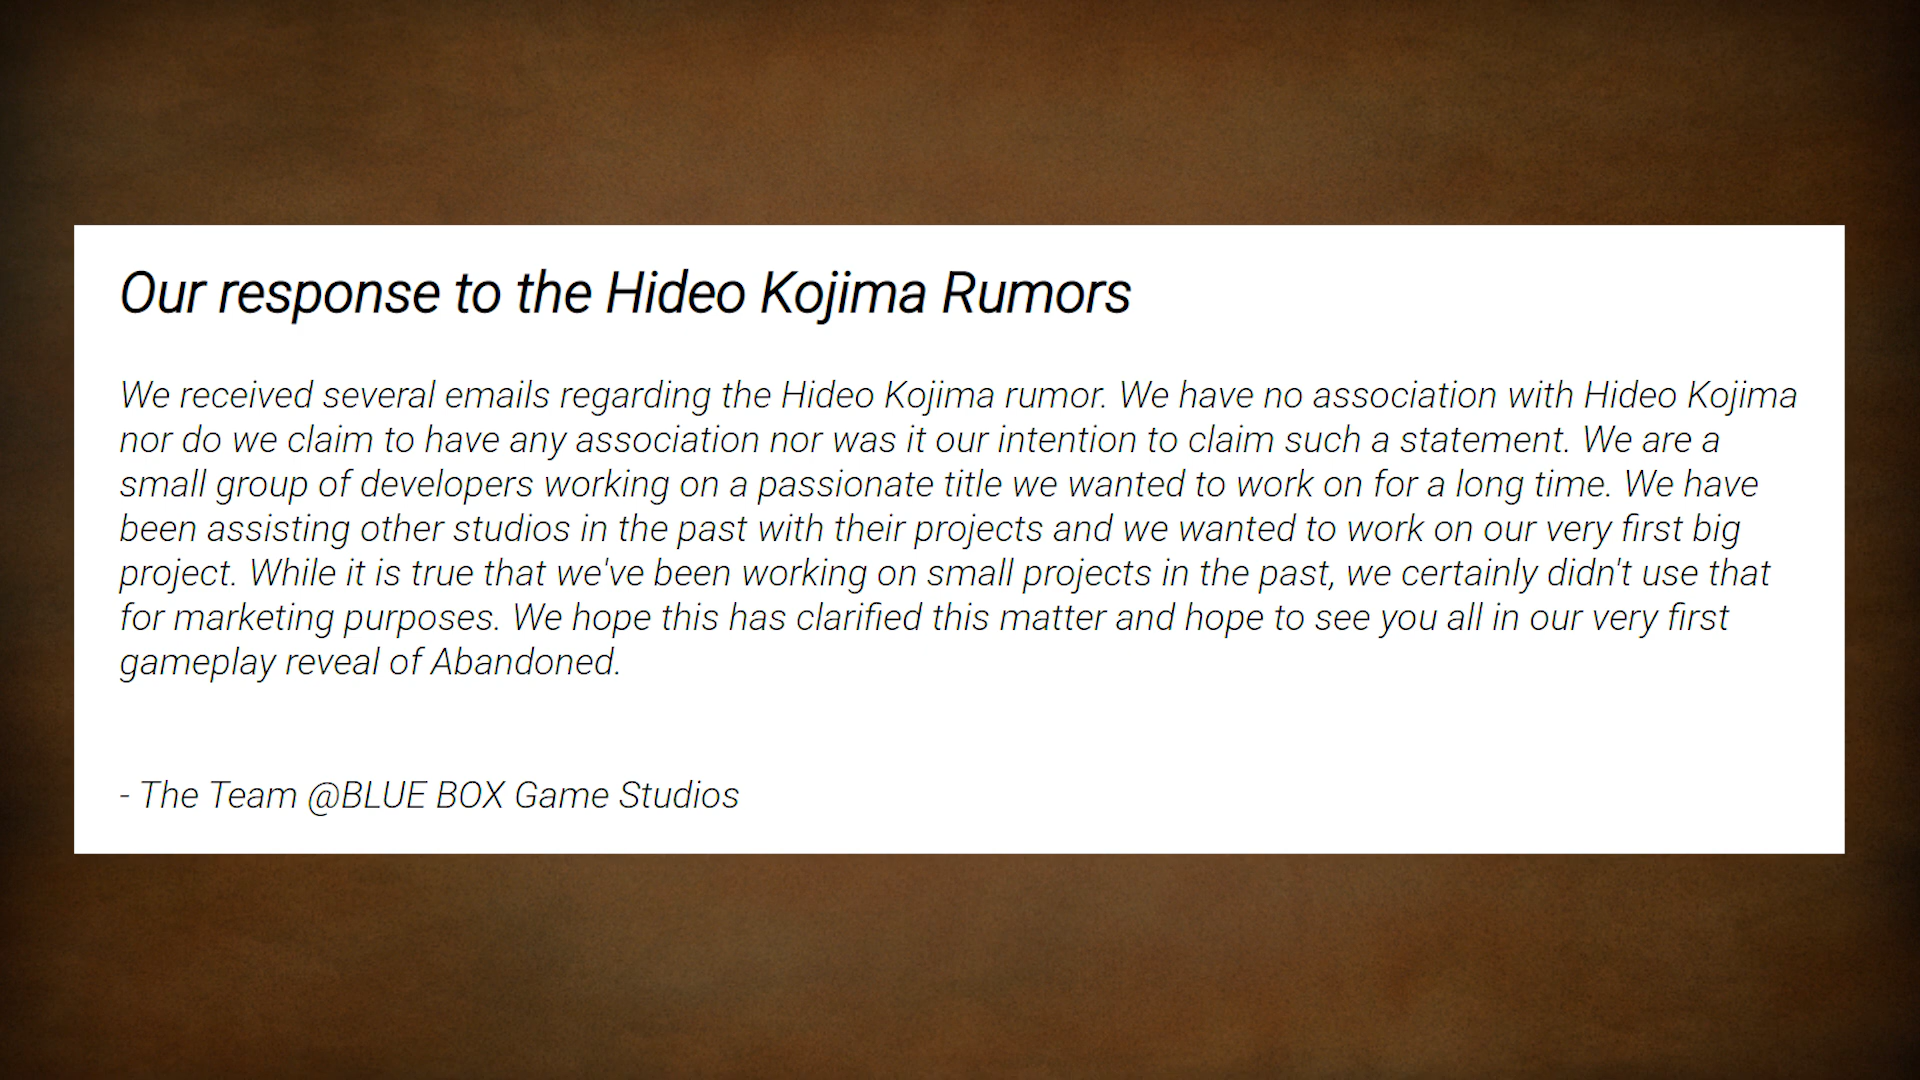 Our response to the Hideo Kojima Rumors
We received several emails regarding the Hideo Kojima rumor. We have no association with Hideo Kojima
nor do we claim to have any association nor was it our intention to claim such a statement. We are a
small group of developers working on a passionate title we wanted to work on for a long time. We have
been assisting other studios in the past with their projects and we wanted to work on our very first big
project. While it is true that we've been working on small projects in the past, we certainly didn't use that
for marketing purposes. We hope this has clarified this matter and hope to see you all in our very first
gameplay reveal of Abandoned.
- The Team @BLUE BOX Game Studios